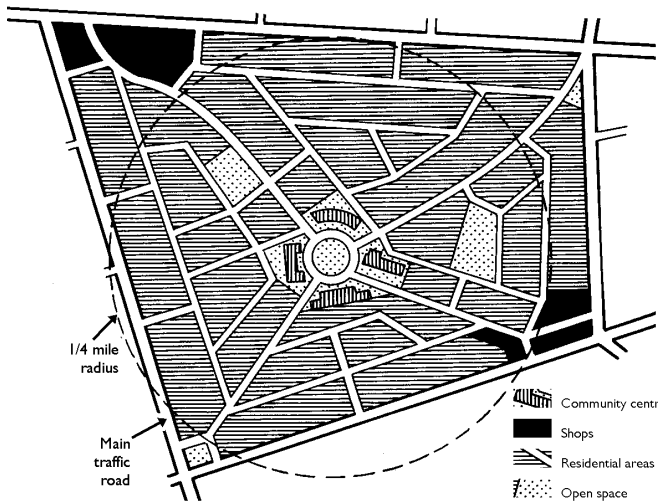 1/4 mile
radius
Main
traffic
road
Community centr
Shops
Residential areas
Open space